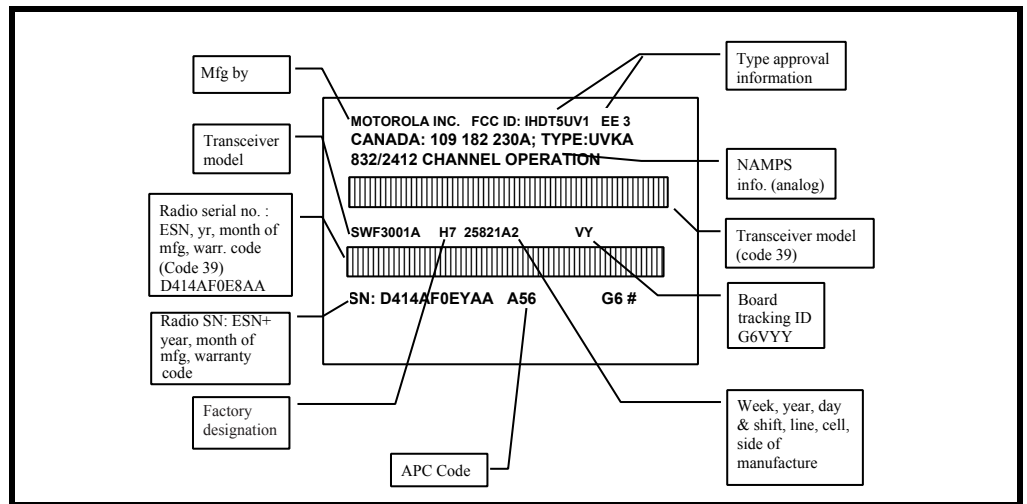 Mfg by
Type approval
information
MOTOROLA INC. FCC ID: IHDT5UV1 EE 3
CANADA: 109 182 230A; TYPE:UVKA
832/2412 CHANNEL OPERATION
Transceiver
model
NAMPS
info. (analog)
Radio serial no. :
ESN, yr, month of
mfg, warr. code
(Code 39)
D414AF0E8AA
SWF3001A H7 25821A2 VY
Transceiver model
(code 39)
SN: D414AF0EYAA A56 G6 #
Board
tracking ID
G6VYY
Radio SN: ESN+
year, month of
mfg, warranty
code
Factory
designation
Week, year, day
& shift, line, cell,
side of
manufacture
APC Code